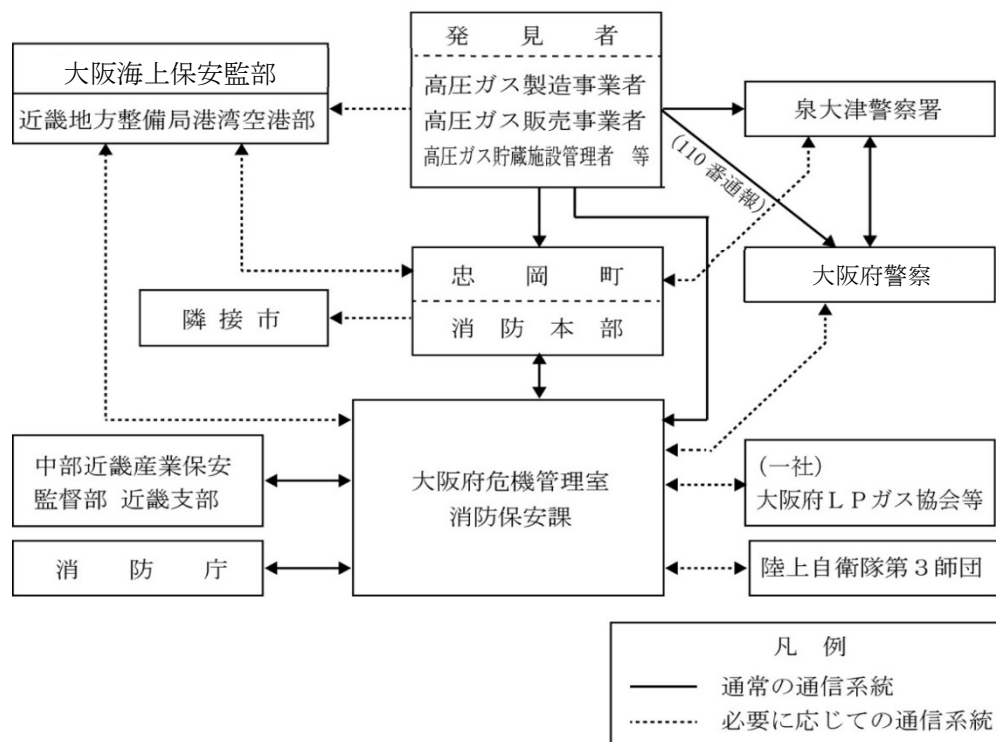 発見者
高圧ガス製造事業者
高圧ガス販売事業者
高圧ガス貯蔵施設管理者 等
大阪海上保安監部
近畿地方整備局港湾空港部
泉大津警察署
(110番通報)
大阪府警察
忠岡町
消防本部
隣接市
大阪府危機管理室
消防保安課
中部近畿産業保安
監督部 近畿支部
消防庁
(一社)
大阪府LPガス協会等
陸上自衛隊第3師団
凡例
通常の通信系統
必要に応じての通信系統